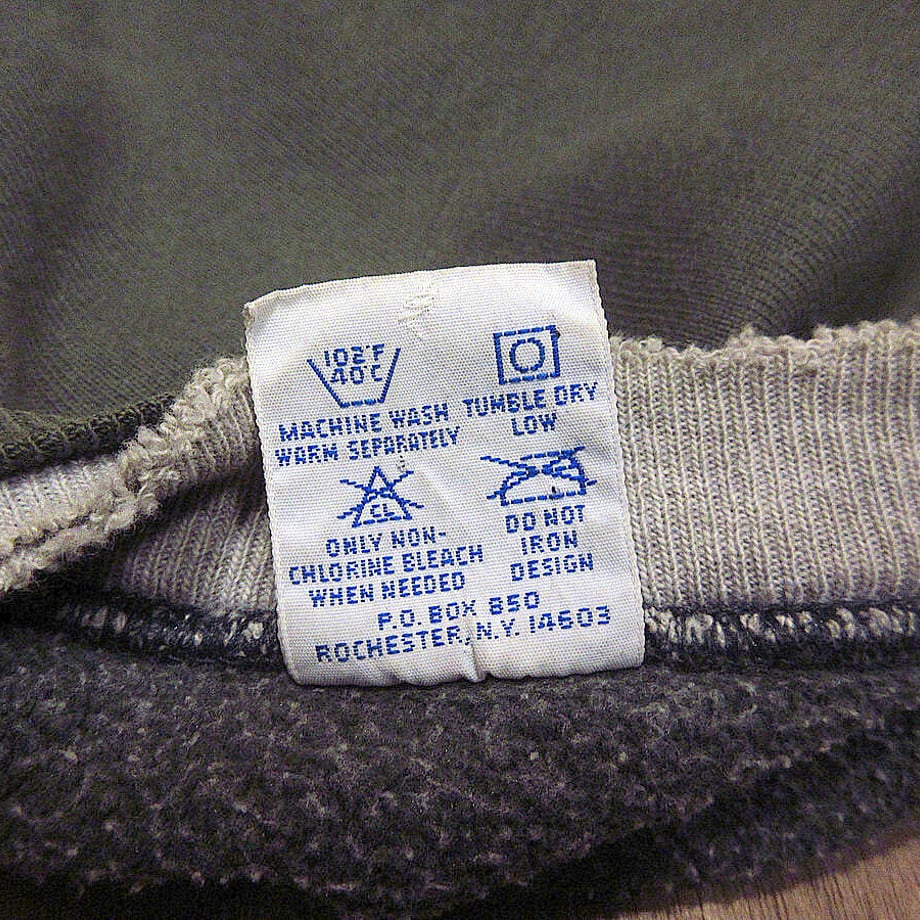 102°F
40°C
MACHINE WASH
WARM SEPARATELY
TUMBLE DRY
LOW
CL
ONLY NON-
CHLORINE BLEACH
WHEN NEEDED
DO NOT
IRON
DESIGN
P.O. BOX 850
ROCHESTER, N.Y. 14603